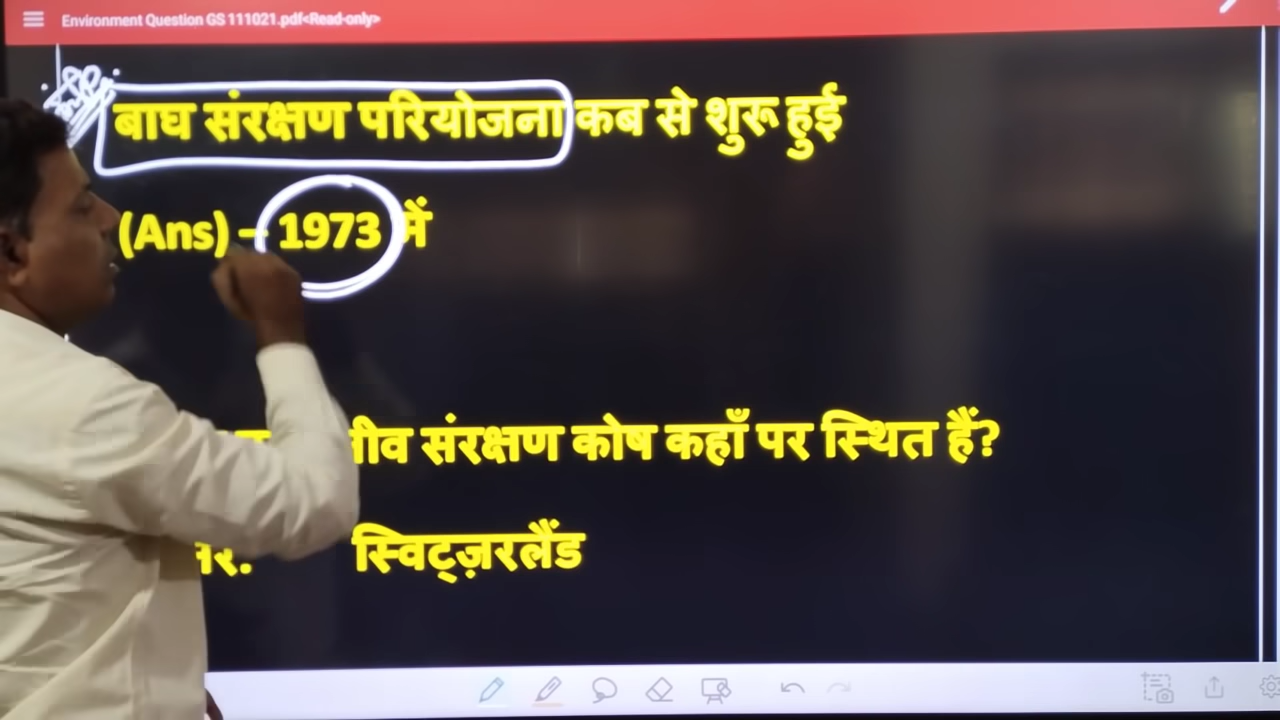 Environment Question GS 111021.pdf<Read-only>
बाघ संरक्षण परियोजना कब से शुरू हुई
(Ans) – 1973 में
संरक्षण कोष कहाँ पर स्थित हैं?
स्विट्ज़रलैंड